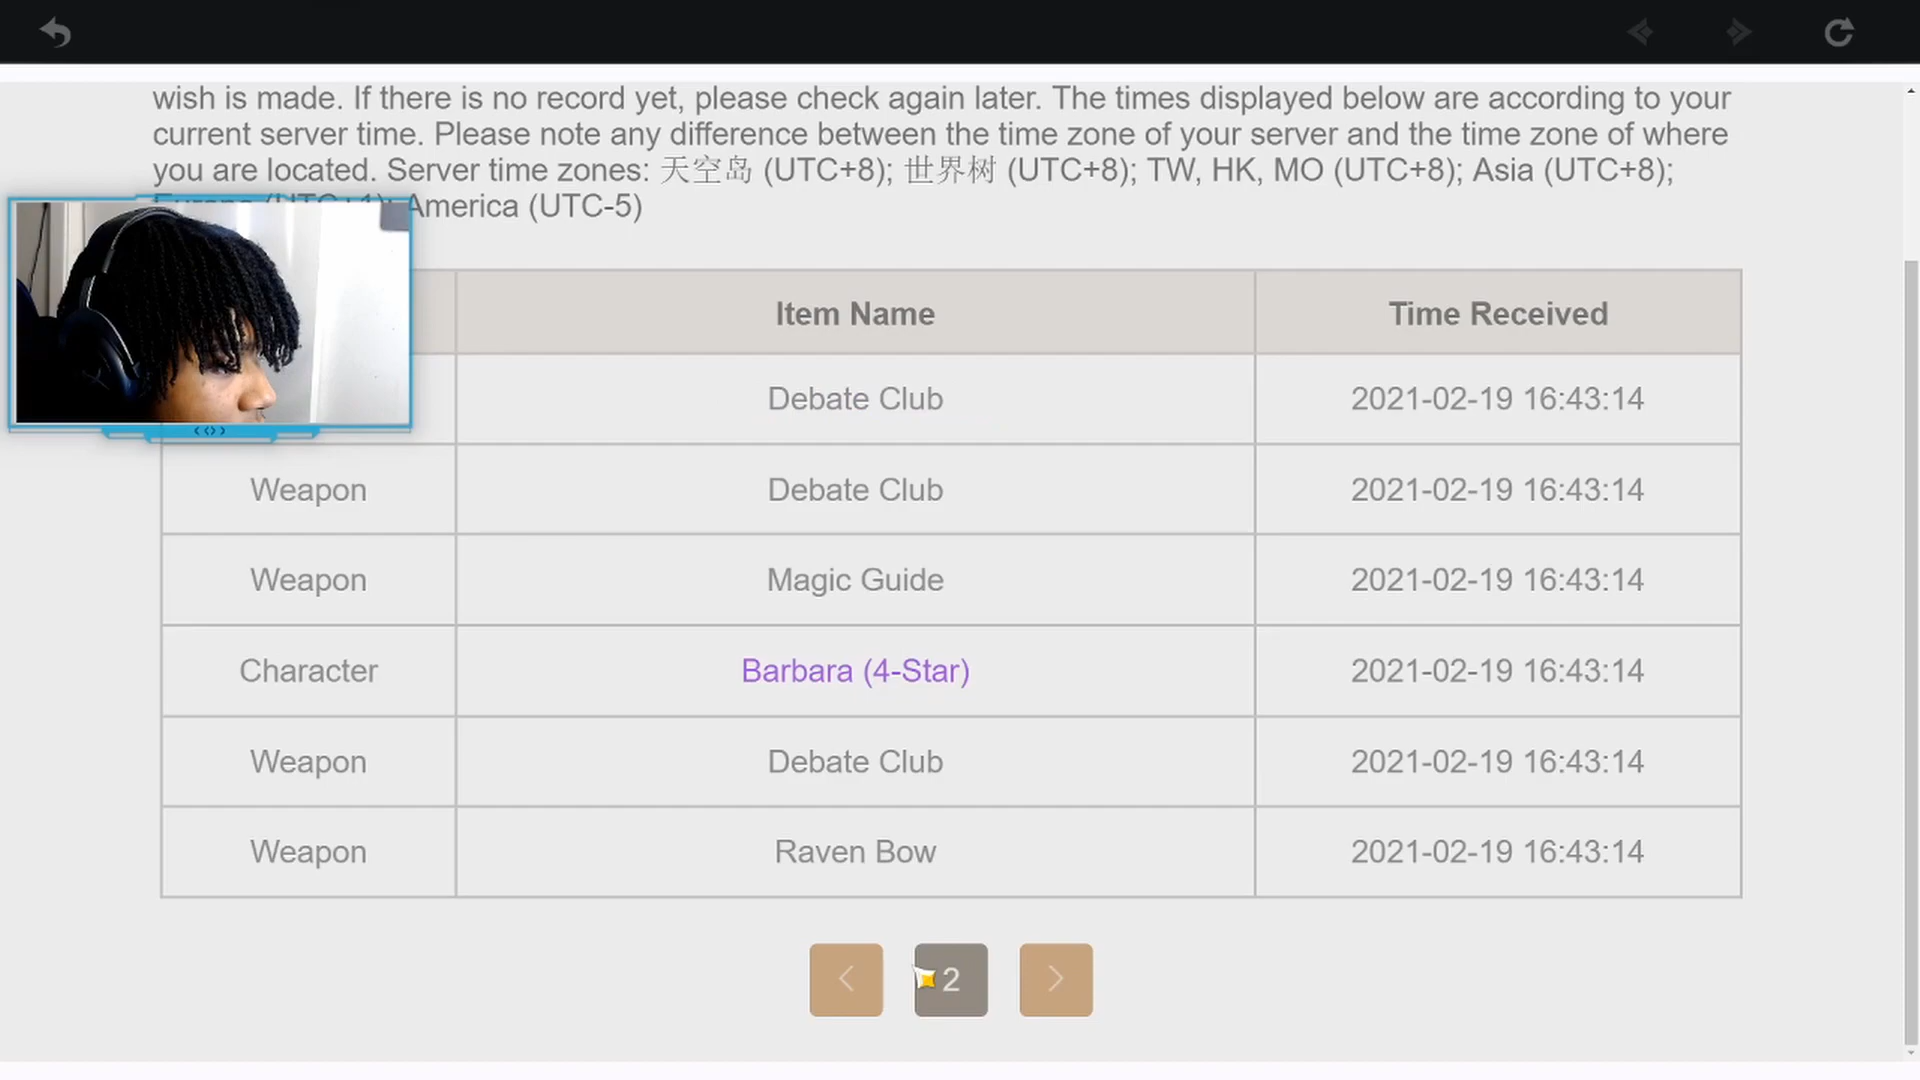 wish is made. If there is no record yet, please check again later. The times displayed below are according to your
current server time. Please note any difference between the time zone of your server and the time zone of where
you are located. Server time zones: 天空岛 (UTC+8); 世界树 (UTC+8); TW, HK, MO (UTC+8); Asia (UTC+8);
America (UTC-5)
Item Name Time Received
Debate Club 2021-02-19 16:43:14
Weapon Debate Club 2021-02-19 16:43:14
Weapon Magic Guide 2021-02-19 16:43:14
Character Barbara (4-Star) 2021-02-19 16:43:14
Weapon Debate Club 2021-02-19 16:43:14
Weapon Raven Bow 2021-02-19 16:43:14
2